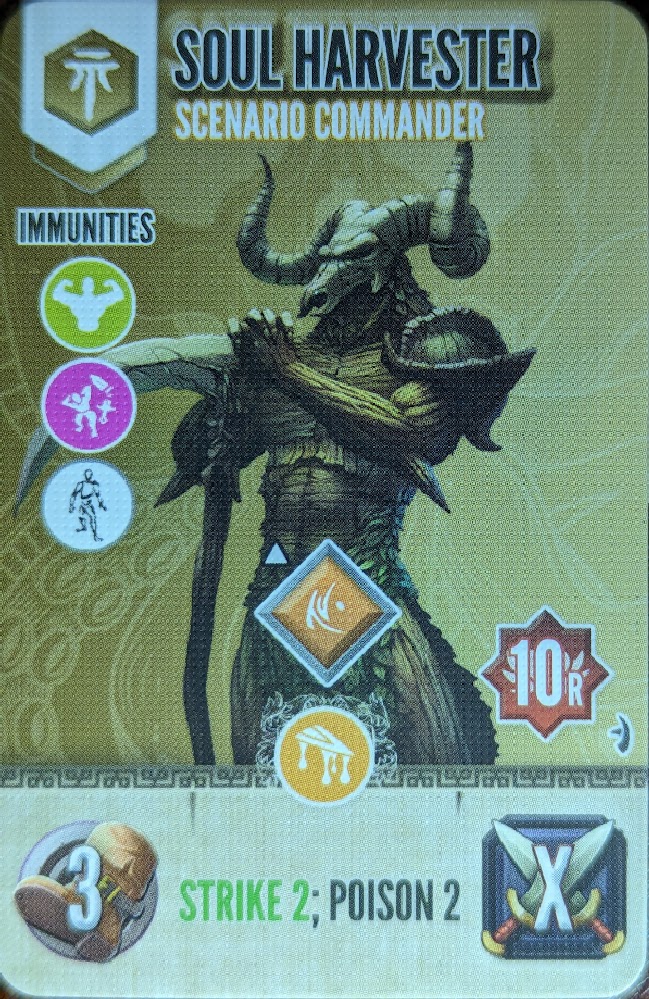 SOUL HARVESTER
SCENARIO COMMANDER
IMMUNITIES
10R
3
STRIKE 2; POISON 2
X